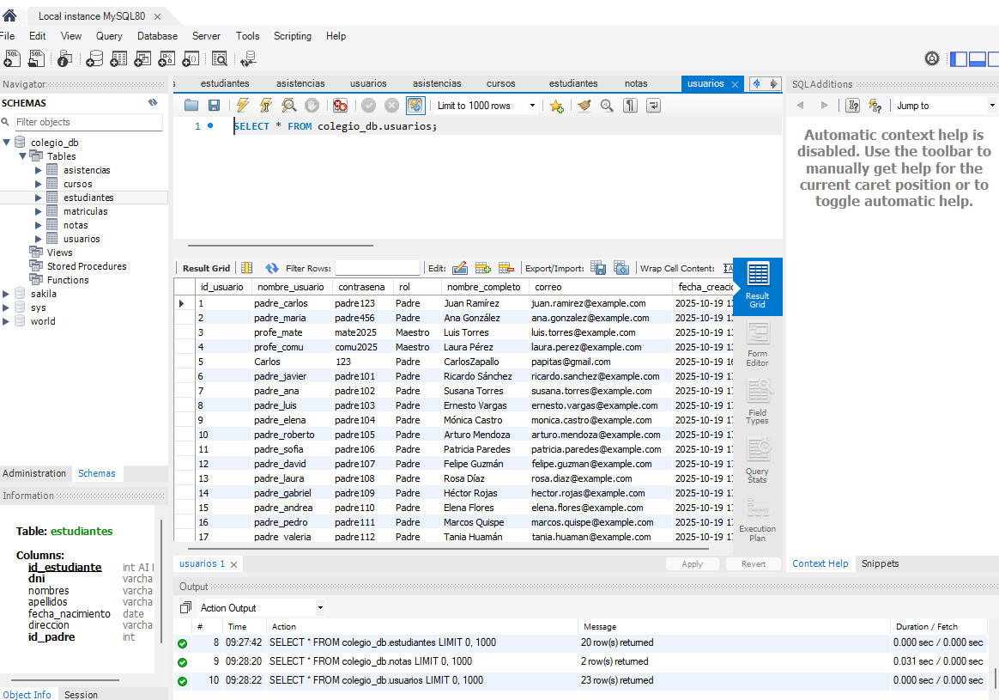 Local instance MySQL80
File Edit View Query Database Server Tools Scripting Help
Navigator
SCHEMAS
Filter objects
colegio_db
Tables
asistencias
cursos
estudiantes
matriculas
notas
usuarios
Views
Stored Procedures
Functions
sakila
sys
world
Administration Schemas
Information
Table: estudiantes
Columns:
id_estudiante int AI
dni varcha
nombres varcha
apellidos varcha
fecha_nacimiento date
direccion varcha
id_padre int
Object Info Session
s estudiantes asistencias usuarios asistencias cursos estudiantes notas usuarios
Limit to 1000 rows
1 SELECT * FROM colegio_db.usuarios;
Result Grid Filter Rows: Edit: Export/Import: Wrap Cell Content:
id_usuario nombre_usuario contrasena rol nombre_completo correo fecha_creacio
1 padre_carlos padre123 Padre Juan Ramírez juan.ramirez@example.com 2025-10-19 1
2 padre_maria padre456 Padre Ana González ana.gonzalez@example.com 2025-10-19 1
3 profe_mate mate2025 Maestro Luis Torres luis.torres@example.com 2025-10-19 1
4 profe_comu comu2025 Maestro Laura Pérez laura.perez@example.com 2025-10-19 1
5 Carlos 123 Padre CarlosZapallo papitas@gmail.com 2025-10-19 1
6 padre_javier padre101 Padre Ricardo Sánchez ricardo.sanchez@example.com 2025-10-19 1
7 padre_ana padre102 Padre Susana Torres susana.torres@example.com 2025-10-19 1
8 padre_luis padre103 Padre Ernesto Vargas ernesto.vargas@example.com 2025-10-19 1
9 padre_elena padre104 Padre Mónica Castro monica.castro@example.com 2025-10-19 1
10 padre_roberto padre105 Padre Arturo Mendoza arturo.mendoza@example.com 2025-10-19 1
11 padre_sofia padre106 Padre Patricia Paredes patricia.paredes@example.com 2025-10-19 1
12 padre_david padre107 Padre Felipe Guzmán felipe.guzman@example.com 2025-10-19 1
13 padre_laura padre108 Padre Rosa Díaz rosa.diaz@example.com 2025-10-19 1
14 padre_gabriel padre109 Padre Héctor Rojas hector.rojas@example.com 2025-10-19 1
15 padre_andrea padre110 Padre Elena Flores elena.flores@example.com 2025-10-19 1
16 padre_pedro padre111 Padre Marcos Quispe marcos.quispe@example.com 2025-10-19 1
17 padre_valeria padre112 Padre Tania Huamán tania.huaman@example.com 2025-10-19 1
Result
Grid
Form
Editor
Field
Types
Query
Stats
Execution
Plan
usuarios 1
Apply Revert
SQLAdditions
Jump to
Automatic context help is
disabled. Use the toolbar to
manually get help for the
current caret position or to
toggle automatic help.
Context Help Snippets
Output
Action Output
# Time Action Message Duration / Fetch
8 09:27:42 SELECT * FROM colegio_db.estudiantes LIMIT 0, 1000 20 row(s) returned 0.000 sec / 0.000 sec
9 09:28:20 SELECT * FROM colegio_db.notas LIMIT 0, 1000 2 row(s) returned 0.031 sec / 0.000 sec
10 09:28:22 SELECT * FROM colegio_db.usuarios LIMIT 0, 1000 23 row(s) returned 0.000 sec / 0.000 sec